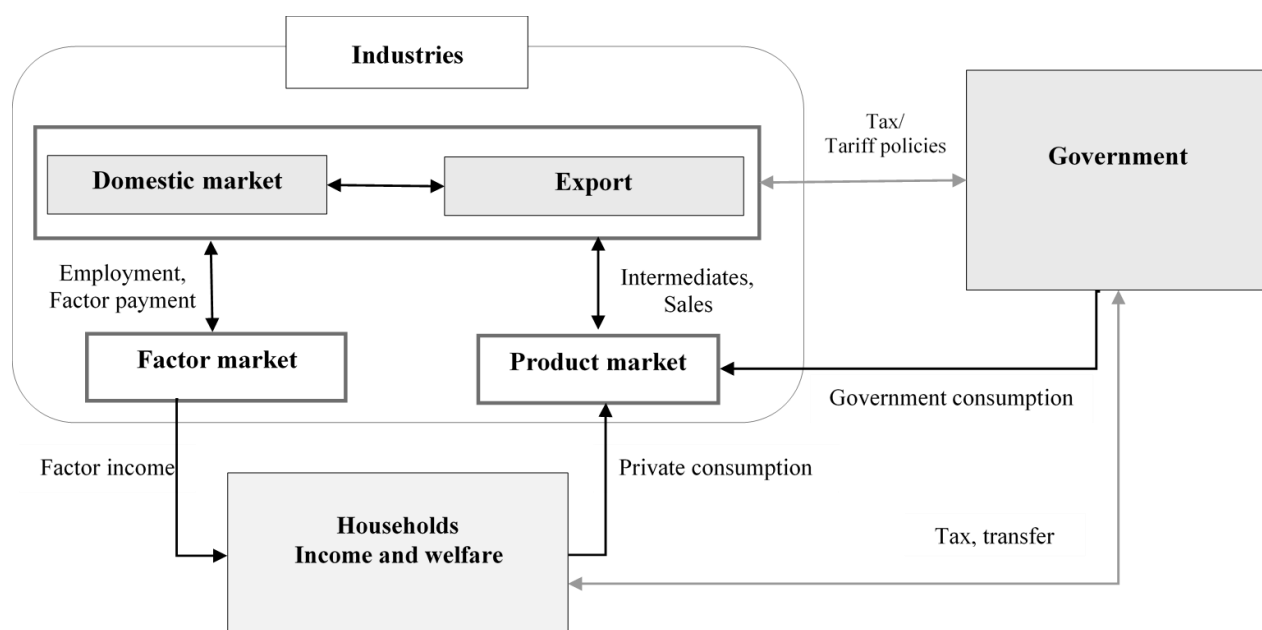 Industries
Tax/
Tariff policies
Government
Domestic market
Export
Employment,
Factor payment
Intermediates,
Sales
Factor market
Product market
Government consumption
Factor income
Private consumption
Households
Income and welfare
Tax, transfer